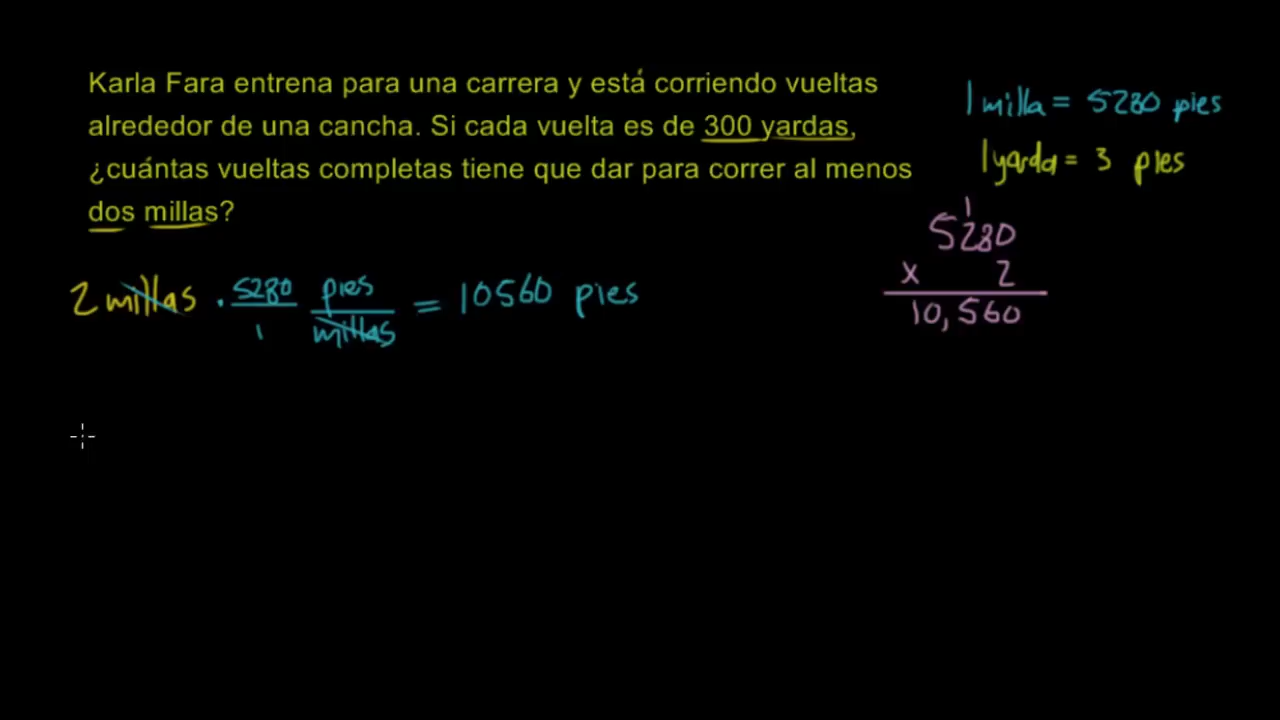 Karla Fara entrena para una carrera y está corriendo vueltas
alrededor de una cancha. Si cada vuelta es de 300 yardas,
¿cuántas vueltas completas tiene que dar para correr al menos
dos millas?
1 milla = 5280 pies
1 yarda = 3 pies
1
5280
x 2
10,560
2 millas · 5280/1 pies/millas = 10560 pies